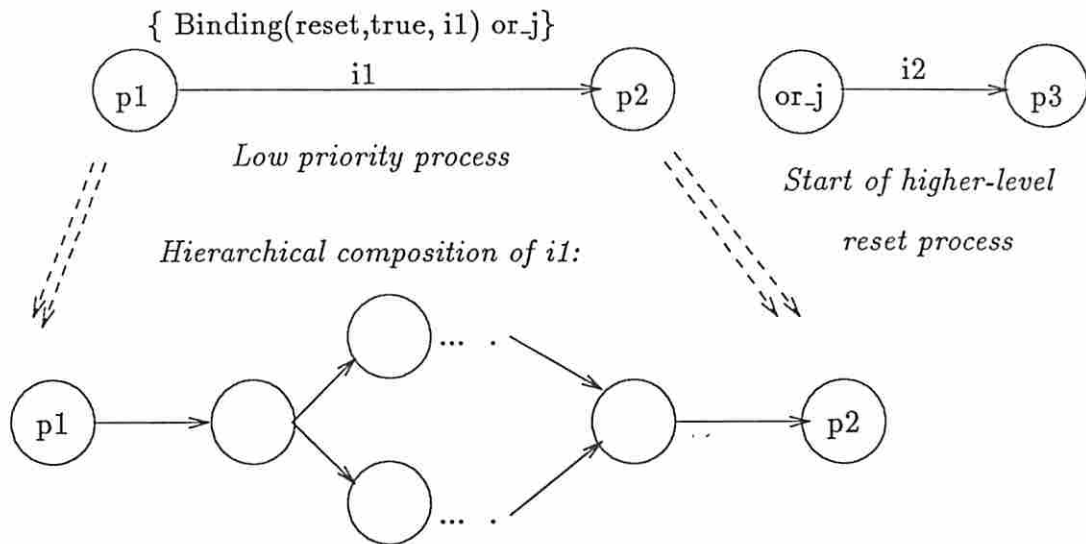 { Binding(reset,true, i1) or_j}
i1
i2
p1
p2
or_j
p3
Low priority process
Start of higher-level
reset process
Hierarchical composition of i1:
... .
p1
p2
... .